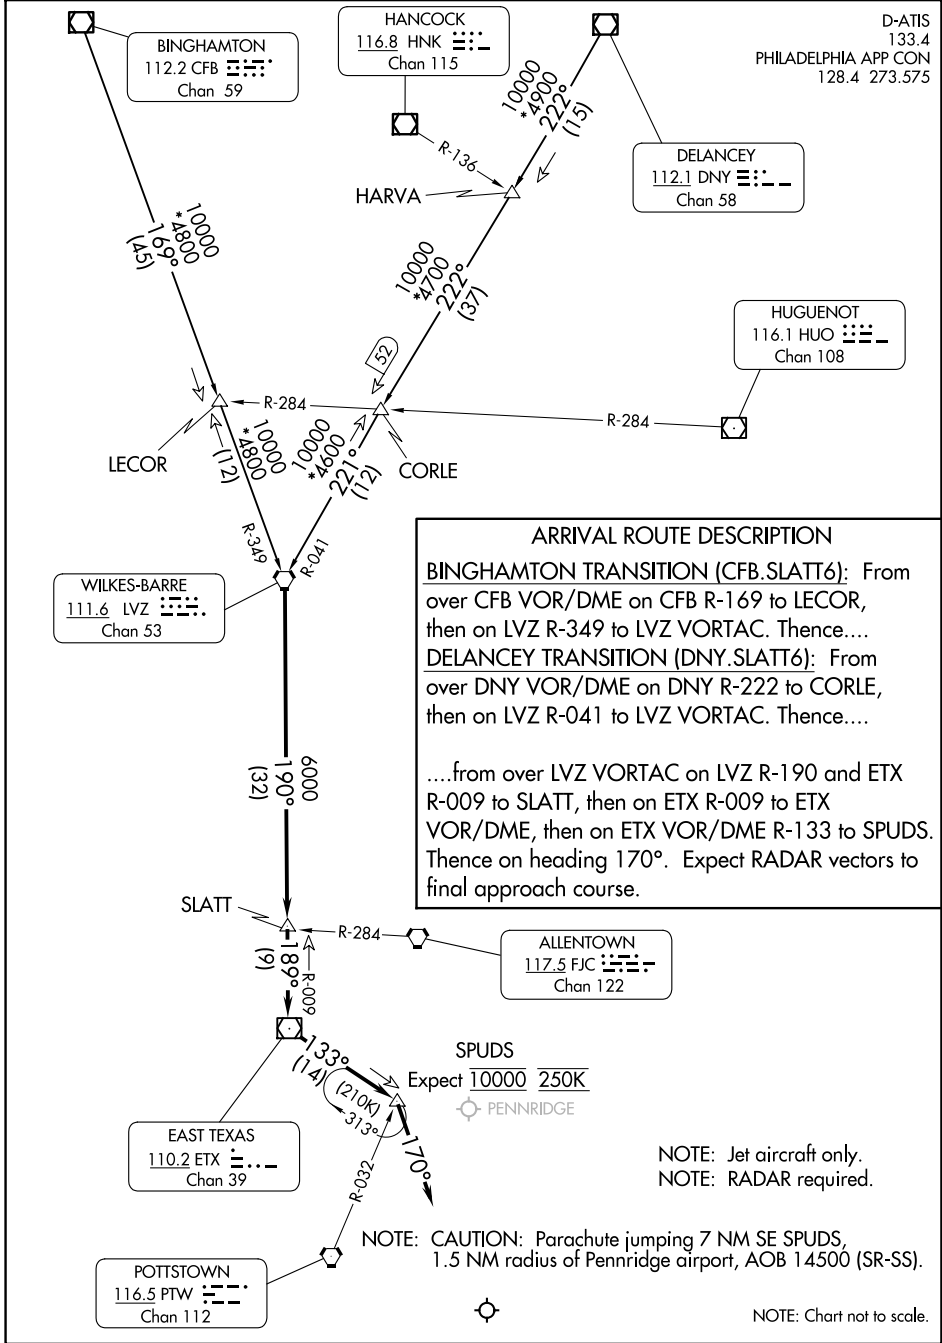 D-ATIS
133.4
PHILADELPHIA APP CON
128.4 273.575
BINGHAMTON
112.2 CFB
Chan 59
HANCOCK
116.8 HNK
Chan 115
DELANCEY
112.1 DNY
Chan 58
10000
*4900
222°
(15)
R-136
HARVA
10000
*4800
169°
(45)
10000
*4700
222°
(37)
HUGUENOT
116.1 HUO
Chan 108
52
R-284
R-284
LECOR
CORLE
10000
*4800
(12)
10000
*4600
221°
(12)
R-349
R-041
WILKES-BARRE
111.6 LVZ
Chan 53
ARRIVAL ROUTE DESCRIPTION
BINGHAMTON TRANSITION (CFB.SLATT6): From
over CFB VOR/DME on CFB R-169 to LECOR,
then on LVZ R-349 to LVZ VORTAC. Thence....
DELANCEY TRANSITION (DNY.SLATT6): From
over DNY VOR/DME on DNY R-222 to CORLE,
then on LVZ R-041 to LVZ VORTAC. Thence....
....from over LVZ VORTAC on LVZ R-190 and ETX
R-009 to SLATT, then on ETX R-009 to ETX
VOR/DME, then on ETX VOR/DME R-133 to SPUDS.
Thence on heading 170°. Expect RADAR vectors to
final approach course.
6000
190°
(32)
SLATT
R-284
ALLENTOWN
117.5 FJC
Chan 122
189°
(9)
R-009
133°
(14)
(210K)
313°
SPUDS
Expect 10000 250K
PENNRIDGE
170°
EAST TEXAS
110.2 ETX
Chan 39
R-032
POTTSTOWN
116.5 PTW
Chan 112
NOTE: Jet aircraft only.
NOTE: RADAR required.
NOTE: CAUTION: Parachute jumping 7 NM SE SPUDS,
1.5 NM radius of Pennridge airport, AOB 14500 (SR-SS).
NOTE: Chart not to scale.